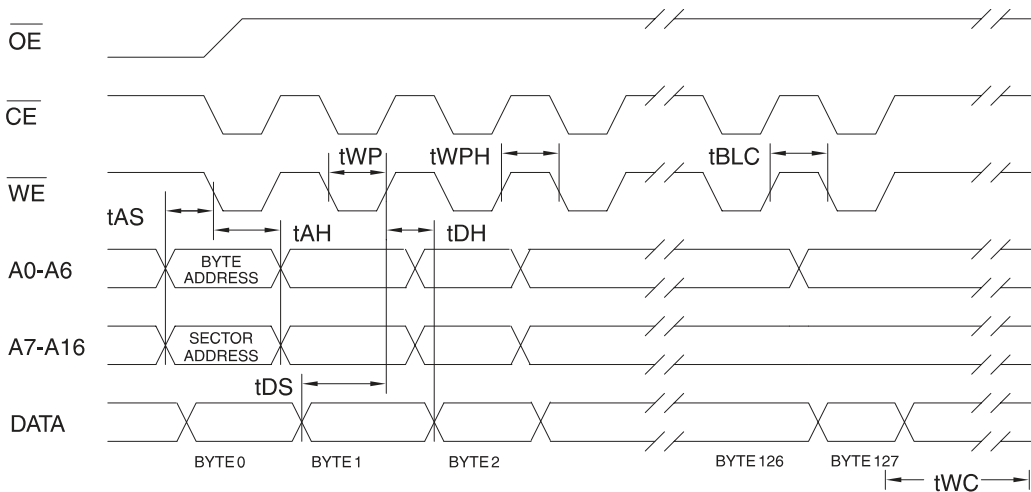 OE
CE
tWP tWPH tBLC
WE
tAS
tAH tDH
A0-A6 BYTE ADDRESS
A7-A16 SECTOR ADDRESS
tDS
DATA
BYTE 0 BYTE 1 BYTE 2 BYTE 126 BYTE 127
tWC